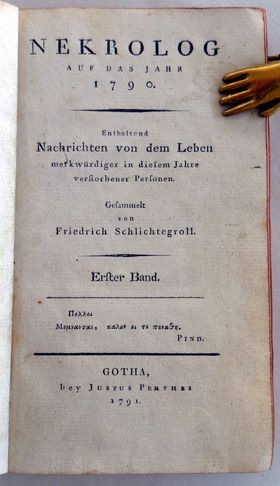 NEKROLOG
AUF DAS JAHR
1790.
Enthaltend
Nachrichten von dem Leben
merkwürdiger in dieſem Jahre
verſtorbener Perſonen.
Geſammelt
von
Friedrich Schlichtegroll.
Erſter Band.
Πολλοι
καλον
PIND.
GOTHA,
bey JUSTUS PERTHES
1791.